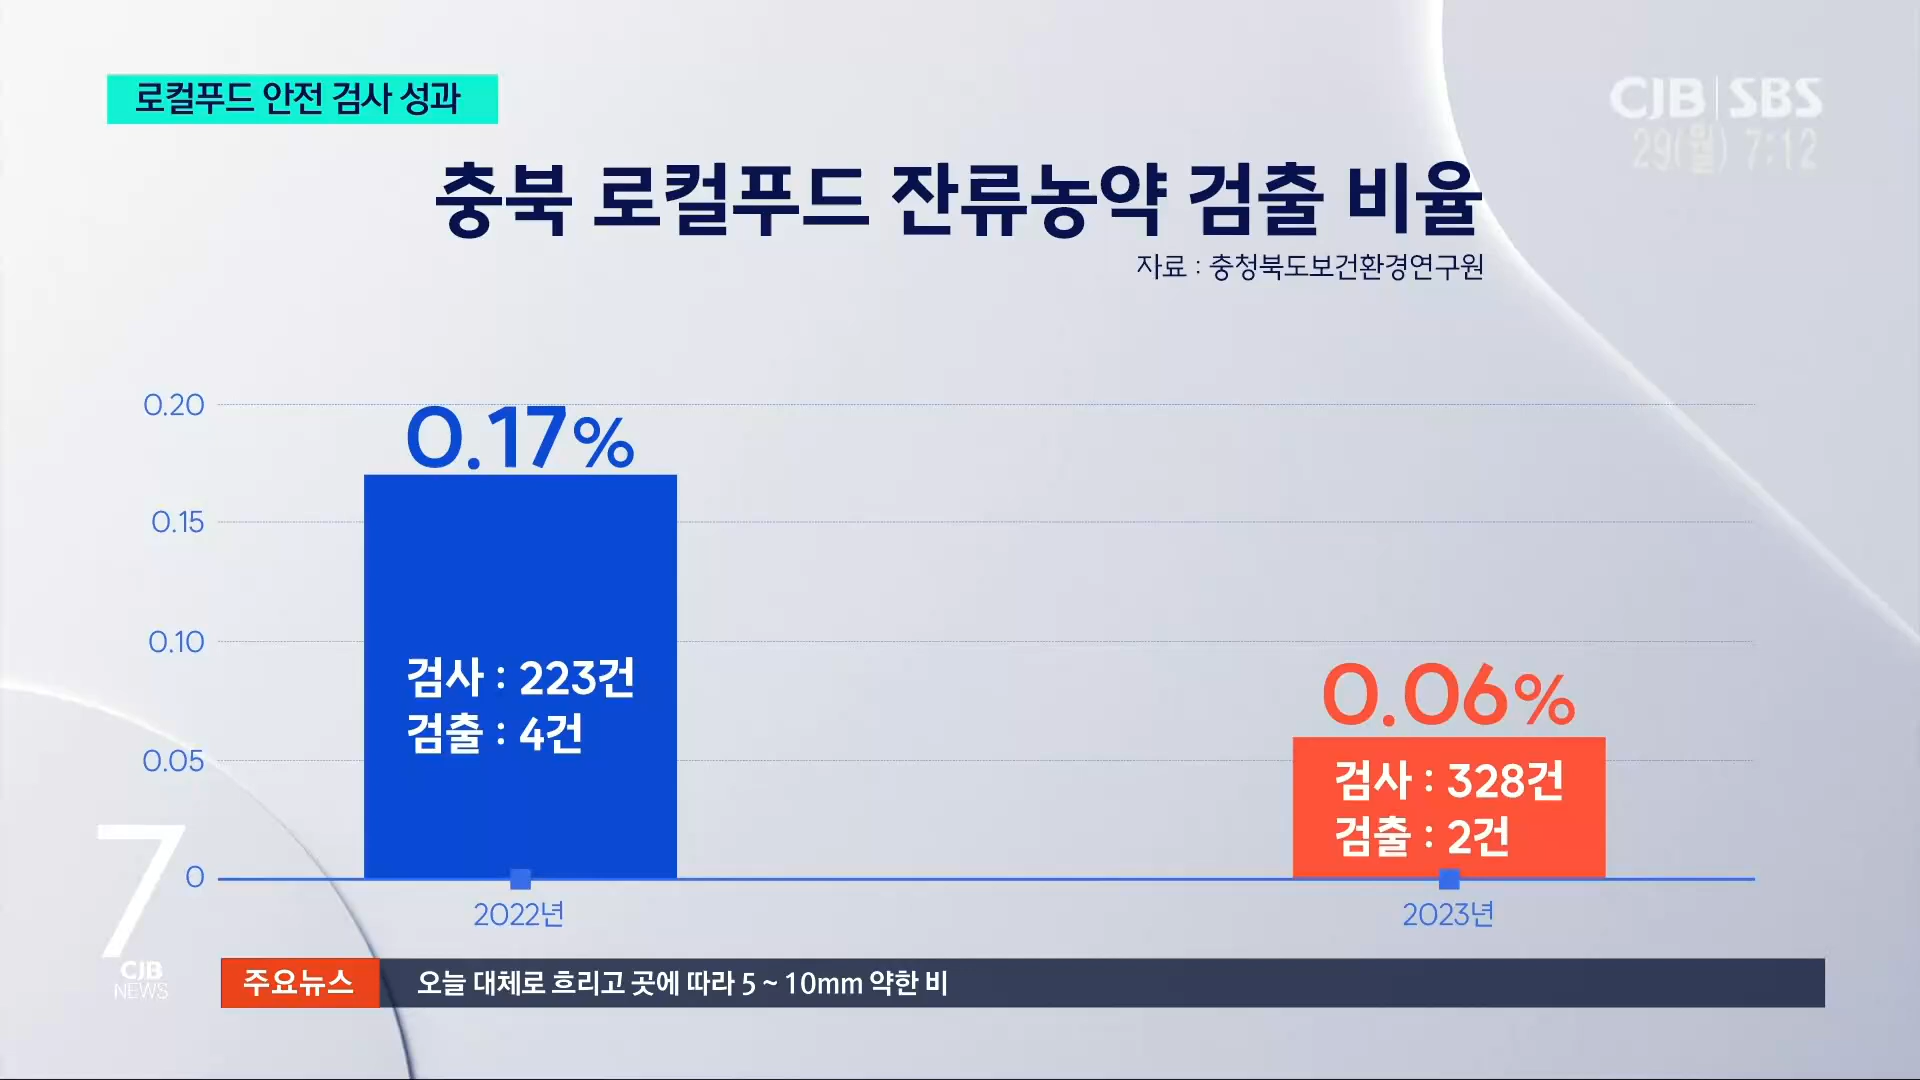 로컬푸드 안전 검사 성과
CJB SBS
29(월) 7:12
충북 로컬푸드 잔류농약 검출 비율
자료 : 충청북도보건환경연구원
0.20
0.15
0.10
0.05
0
0.17%
검사 : 223건
검출 : 4건
0.06%
검사 : 328건
검출 : 2건
2022년
2023년
7
CJB
NEWS
주요뉴스 오늘 대체로 흐리고 곳에 따라 5 ~ 10mm 약한 비